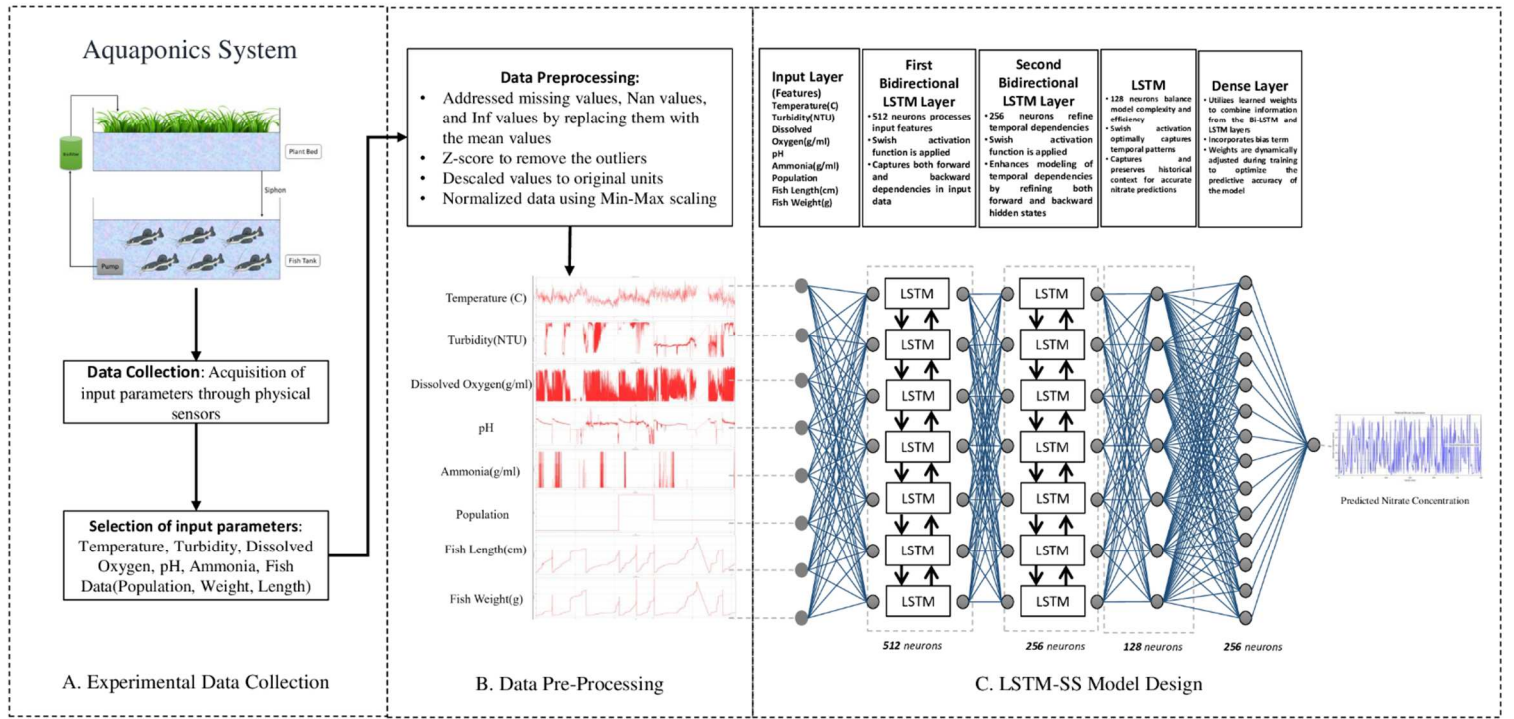 Aquaponics System
Plant Bed
Siphon
Pump
Fish Tank
Data Collection: Acquisition of
input parameters through physical
sensors
Selection of input parameters:
Temperature, Turbidity, Dissolved
Oxygen, pH, Ammonia, Fish
Data(Population, Weight, Length)
A. Experimental Data Collection
Data Preprocessing:
• Addressed missing values, Nan values,
and Inf values by replacing them with
the mean values
• Z-score to remove the outliers
• Descaled values to original units
• Normalized data using Min-Max scaling
Temperature (C)
Turbidity(NTU)
Dissolved Oxygen(g/ml)
pH
Ammonia(g/ml)
Population
Fish Length(cm)
Fish Weight(g)
B. Data Pre-Processing
Input Layer
(Features)
Temperature(C)
Turbidity(NTU)
Dissolved
Oxygen(g/ml)
pH
Ammonia(g/ml)
Population
Fish Length(cm)
Fish Weight(g)
First
Bidirectional
LSTM Layer
• 512 neurons processes
input features
• Swish activation
function is applied
• Captures both forward
and backward
dependencies in input
data
Second
Bidirectional
LSTM Layer
• 256 neurons refine
temporal dependencies
• Swish activation
function is applied
• Enhances modeling of
temporal dependencies
by refining both
forward and backward
hidden states
LSTM
• 128 neurons balance
model complexity and
efficiency
• Swish activation
optimally captures
temporal patterns
• Captures and
preserves historical
context for accurate
nitrate predictions
Dense Layer
• Utilizes learned weights
to combine information
from the Bi-LSTM and
LSTM layers
• Incorporates bias term
• Weights are dynamically
adjusted during training
to optimize the
predictive accuracy of
the model
LSTM
LSTM
LSTM
LSTM
LSTM
LSTM
LSTM
LSTM
LSTM
LSTM
LSTM
LSTM
LSTM
LSTM
512 neurons
256 neurons
128 neurons
256 neurons
Predicted Nitrate Concentration
C. LSTM-SS Model Design